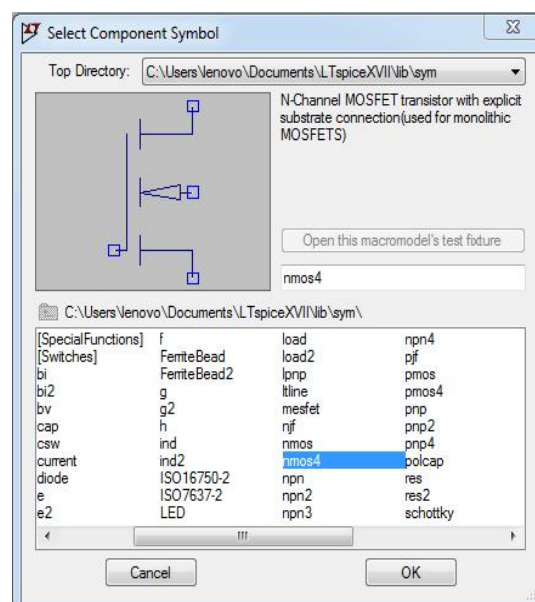 Select Component Symbol
Top Directory: C:\Users\lenovo\Documents\LTspiceXVII\lib\sym
N-Channel MOSFET transistor with explicit
substrate connection(used for monolithic
MOSFETS)
Open this macromodel's test fixture
nmos4
C:\Users\lenovo\Documents\LTspiceXVII\lib\sym\
[SpecialFunctions] f load npn4
[Switches] FerriteBead load2 pjf
bi FerriteBead2 lpnp pmos
bi2 g ltline pmos4
bv g2 mesfet pnp
cap h njf pnp2
csw ind nmos pnp4
current ind2 nmos4 polcap
diode ISO16750-2 npn res
e ISO7637-2 npn2 res2
e2 LED npn3 schottky
Cancel OK